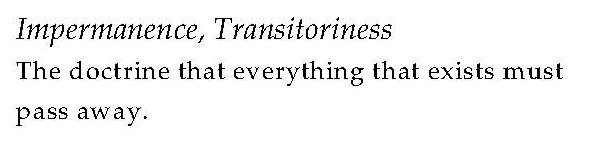 Impermanence, Transitoriness
The doctrine that everything that exists must
pass away.